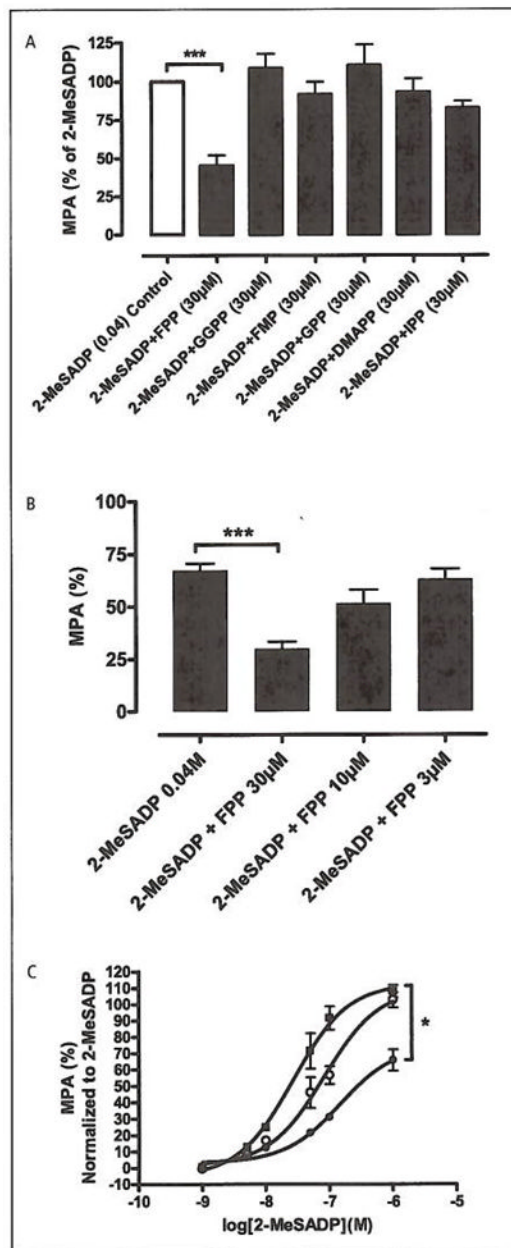 A
MPA (% of 2-MeSADP)
125
100
75
50
25
0
***
2-MeSADP (0.04) Control
2-MeSADP+FPP (30μM)
2-MeSADP+GGPP (30μM)
2-MeSADP+FMP (30μM)
2-MeSADP+GPP (30μM)
2-MeSADP+DMAPP (30μM)
2-MeSADP+IPP (30μM)
B
MPA (%)
100
75
50
25
0
***
2-MeSADP 0.04M
2-MeSADP + FPP 30μM
2-MeSADP + FPP 10μM
2-MeSADP + FPP 3μM
C
MPA (%)
Normalized to 2-MeSADP
110
100
90
80
70
60
50
40
30
20
10
0
-10
*
-10
-9
-8
-7
-6
-5
log[2-MeSADP](M)